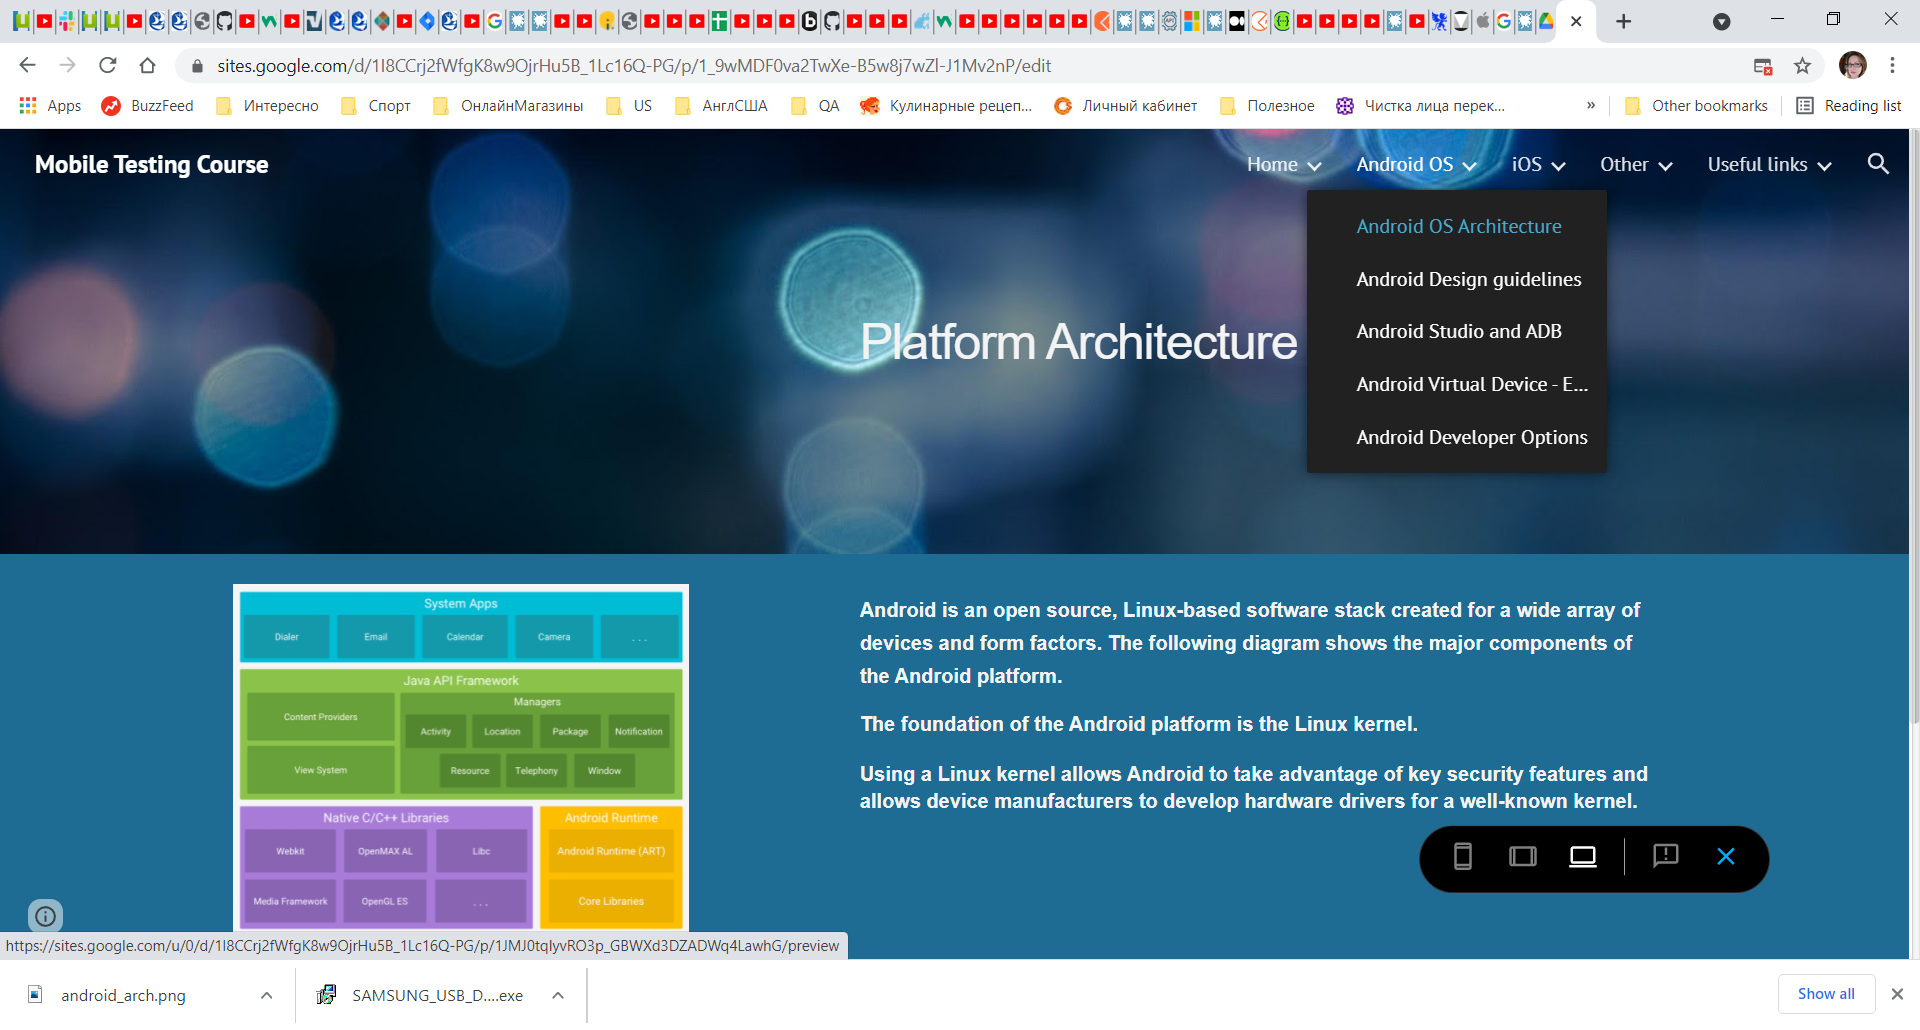 sites.google.com/d/1I8CCrj2fWfgK8w9OjrHu5B_1Lc16Q-PG/p/1_9wMDF0va2TwXe-B5w8j7wZl-J1Mv2nP/edit
Apps BuzzFeed Интересно Спорт ОнлайнМагазины US АнглСША QA Кулинарные рецеп... Личный кабинет Полезное Чистка лица перек... » Other bookmarks Reading list
Mobile Testing Course Home Android OS iOS Other Useful links
Android OS Architecture
Android Design guidelines
Android Studio and ADB
Android Virtual Device - E...
Android Developer Options
Platform Architecture
System Apps
Dialer Email Calendar Camera . . .
Java API Framework
Content Providers
View System
Managers
Activity Location Package Notification
Resource Telephony Window
Native C/C++ Libraries
Webkit OpenMAX AL Libc
Media Framework OpenGL ES . . .
Android Runtime
Android Runtime (ART)
Core Libraries
Android is an open source, Linux-based software stack created for a wide array of
devices and form factors. The following diagram shows the major components of
the Android platform.
The foundation of the Android platform is the Linux kernel.
Using a Linux kernel allows Android to take advantage of key security features and
allows device manufacturers to develop hardware drivers for a well-known kernel.
https://sites.google.com/u/0/d/1I8CCrj2fWfgK8w9OjrHu5B_1Lc16Q-PG/p/1JMJ0tqIyvRO3p_GBWXd3DZADWq4LawhG/preview
android_arch.png SAMSUNG_USB_D....exe Show all